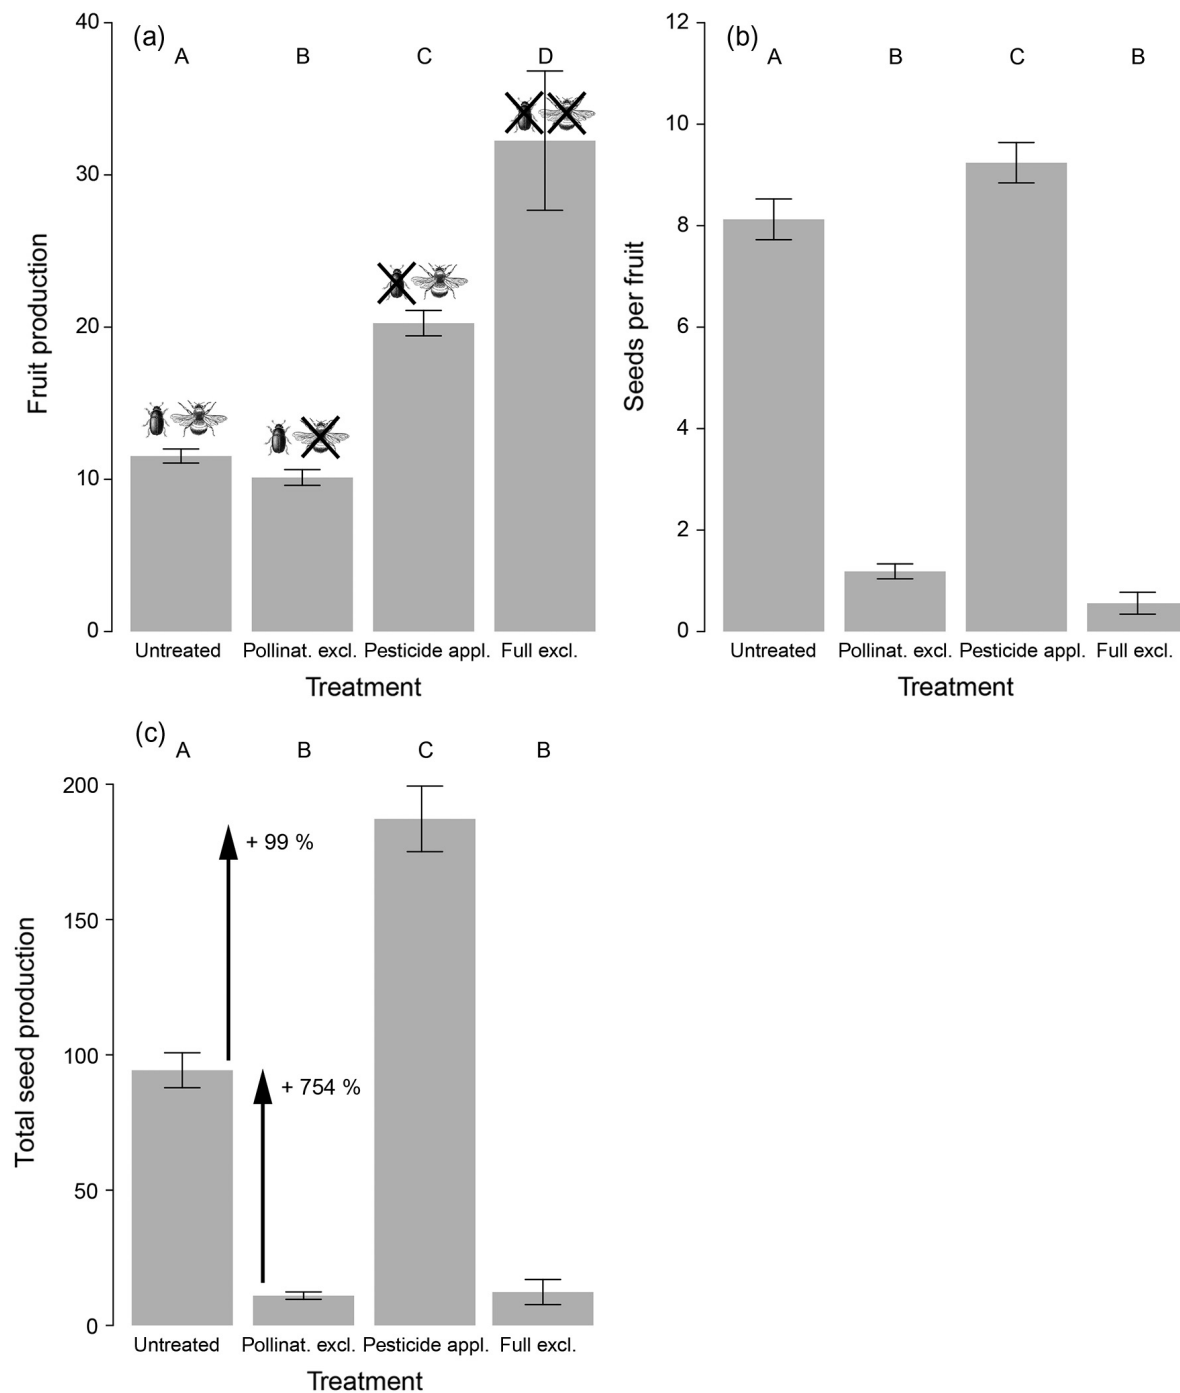 (a)
A B C D
40
30
20
10
0
Fruit production
Untreated Pollinat. excl. Pesticide appl. Full excl.
Treatment
(b)
A B C B
12
10
8
6
4
2
0
Seeds per fruit
Untreated Pollinat. excl. Pesticide appl. Full excl.
Treatment
(c)
A B C B
200
150
100
50
0
Total seed production
+ 99 %
+ 754 %
Untreated Pollinat. excl. Pesticide appl. Full excl.
Treatment